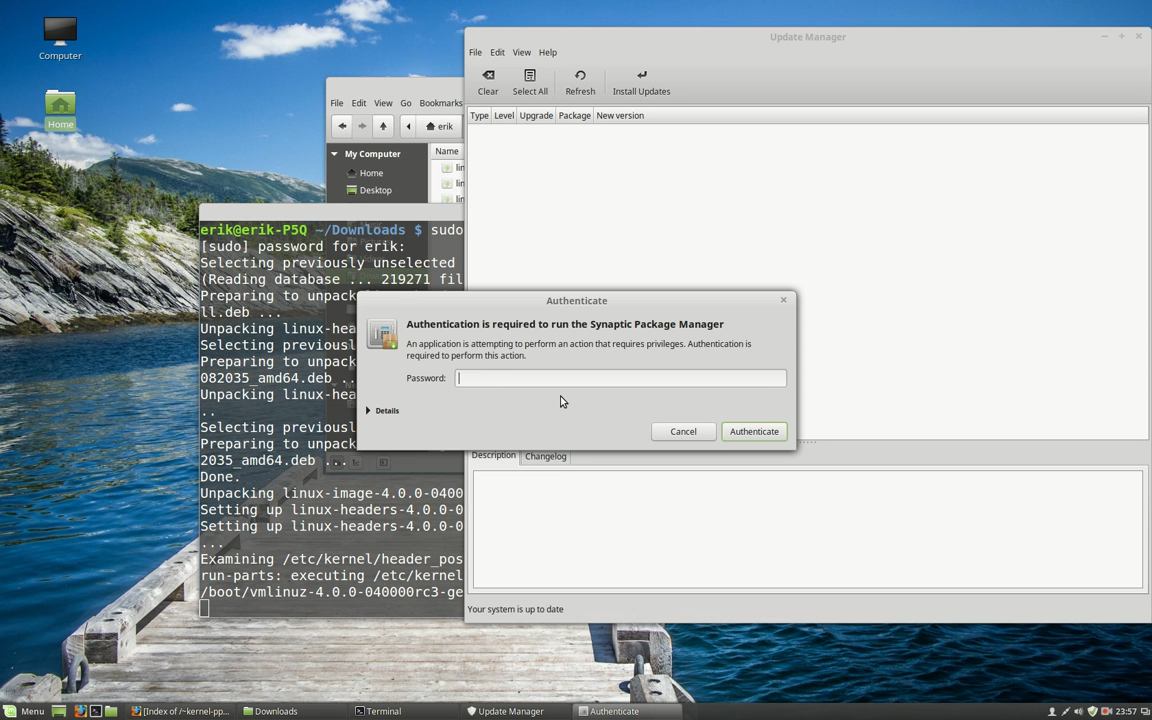 Computer
Home
File Edit View Go Bookmarks
erik
My Computer
Home
Desktop
Name
erik@erik-P5Q ~/Downloads $ sudo
[sudo] password for erik:
Selecting previously unselected
(Reading database ... 219271 fil
Preparing to unpack
ll.deb ...
Unpacking linux-hea
Selecting previousl
Preparing to unpack
082035_amd64.deb ..
Unpacking linux-hea
..
Selecting previousl
Preparing to unpack
2035_amd64.deb ...
Done.
Unpacking linux-image-4.0.0-0400
Setting up linux-headers-4.0.0-0
Setting up linux-headers-4.0.0-0
...
Examining /etc/kernel/header_pos
run-parts: executing /etc/kernel
/boot/vmlinuz-4.0.0-040000rc3-ge
Update Manager
File Edit View Help
Clear Select All Refresh Install Updates
Type Level Upgrade Package New version
Authenticate
Authentication is required to run the Synaptic Package Manager
An application is attempting to perform an action that requires privileges. Authentication is
required to perform this action.
Password:
Details
Cancel Authenticate
Description Changelog
Your system is up to date
Menu [Index of /~kernel-pp... Downloads Terminal Update Manager Authenticate 23:57